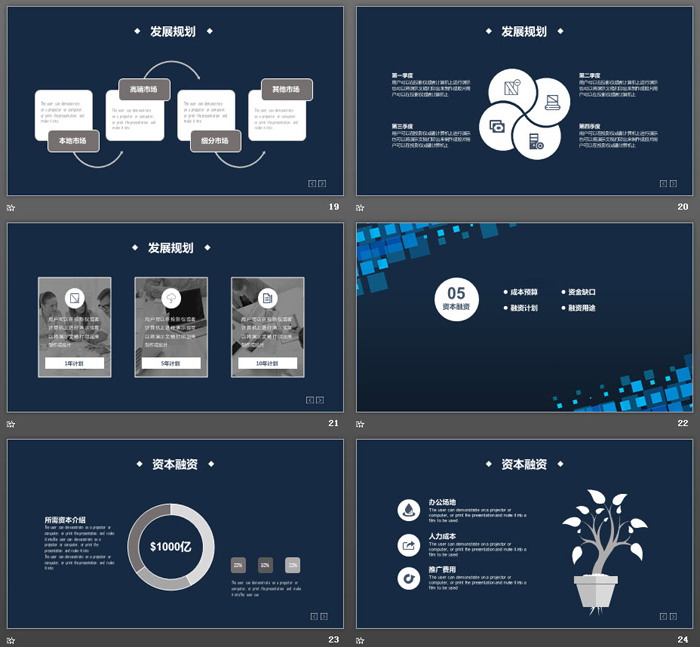 发展规划
The user can demonstrate on a projector or computer, or print the presentation and make it into
高端市场
The user can demonstrate on a projector or computer, or print the presentation and make it into
The user can demonstrate on a projector or computer, or print the presentation and make it into
其他市场
The user can demonstrate on a projector or computer, or print the presentation and make it into
本地市场
细分市场
19
发展规划
第一季度
用户可以在投影仪或者计算机上进行演示
也可以将演示文稿打印出来制作成胶片用
户可以在投影仪或者计算机上
第二季度
用户可以在投影仪或者计算机上进行演示
也可以将演示文稿打印出来制作成胶片用
户可以在投影仪或者计算机上
第三季度
用户可以在投影仪或者计算机上进行演示
也可以将演示文稿打印出来制作成胶片用
户可以在投影仪或者计算机上
第四季度
用户可以在投影仪或者计算机上进行演示
也可以将演示文稿打印出来制作成胶片用
户可以在投影仪或者计算机上
20
发展规划
用户可以在投影仪或者
计算机上进行演示也可
以将演示文稿打印出来
制作成胶片
1年计划
用户可以在投影仪或者
计算机上进行演示也可
以将演示文稿打印出来
制作成胶片
5年计划
用户可以在投影仪或者
计算机上进行演示也可
以将演示文稿打印出来
制作成胶片
10年计划
21
05
资本融资
成本预算
资金缺口
融资计划
融资用途
22
资本融资
所需资本介绍
The user can demonstrate on a projector or
computer, or print the presentation and make
it into The user can demonstrate on a
projector or computer, or print the
presentation and make it into
The user can demonstrate on a projector or
computer, or print the presentation and make
it into
$1000亿
The user can demonstrate on a projector or
computer, or print the presentation and make
it into The user can
23
资本融资
办公场地
The user can demonstrate on a projector or
computer, or print the presentation and make it into a
film to be used
人力成本
The user can demonstrate on a projector or
computer, or print the presentation and make it into a
film to be used
推广费用
The user can demonstrate on a projector or
computer, or print the presentation and make it into a
film to be used
24